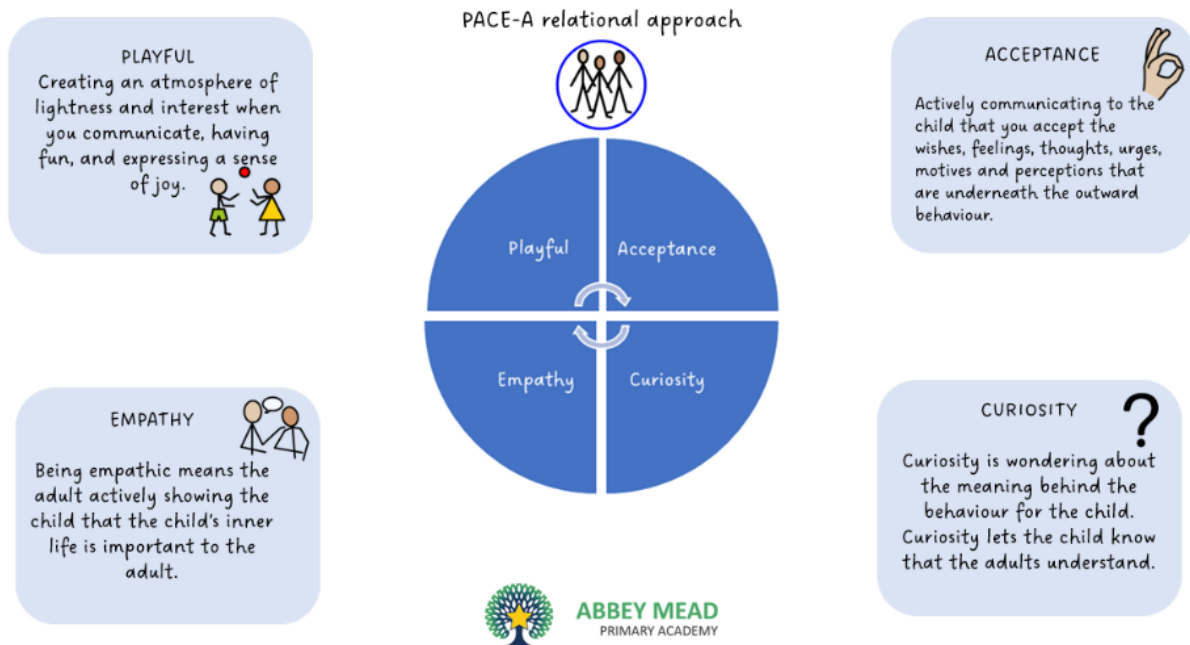 PACE-A relational approach
PLAYFUL
Creating an atmosphere of
lightness and interest when
you communicate, having
fun, and expressing a sense
of joy.
ACCEPTANCE
Actively communicating to the
child that you accept the
wishes, feelings, thoughts, urges,
motives and perceptions that
are underneath the outward
behaviour.
Playful
Acceptance
Empathy
Curiosity
EMPATHY
Being empathic means the
adult actively showing the
child that the child's inner
life is important to the
adult.
CURIOSITY
?
Curiosity is wondering about
the meaning behind the
behaviour for the child.
Curiosity lets the child know
that the adults understand.
ABBEY MEAD
PRIMARY ACADEMY